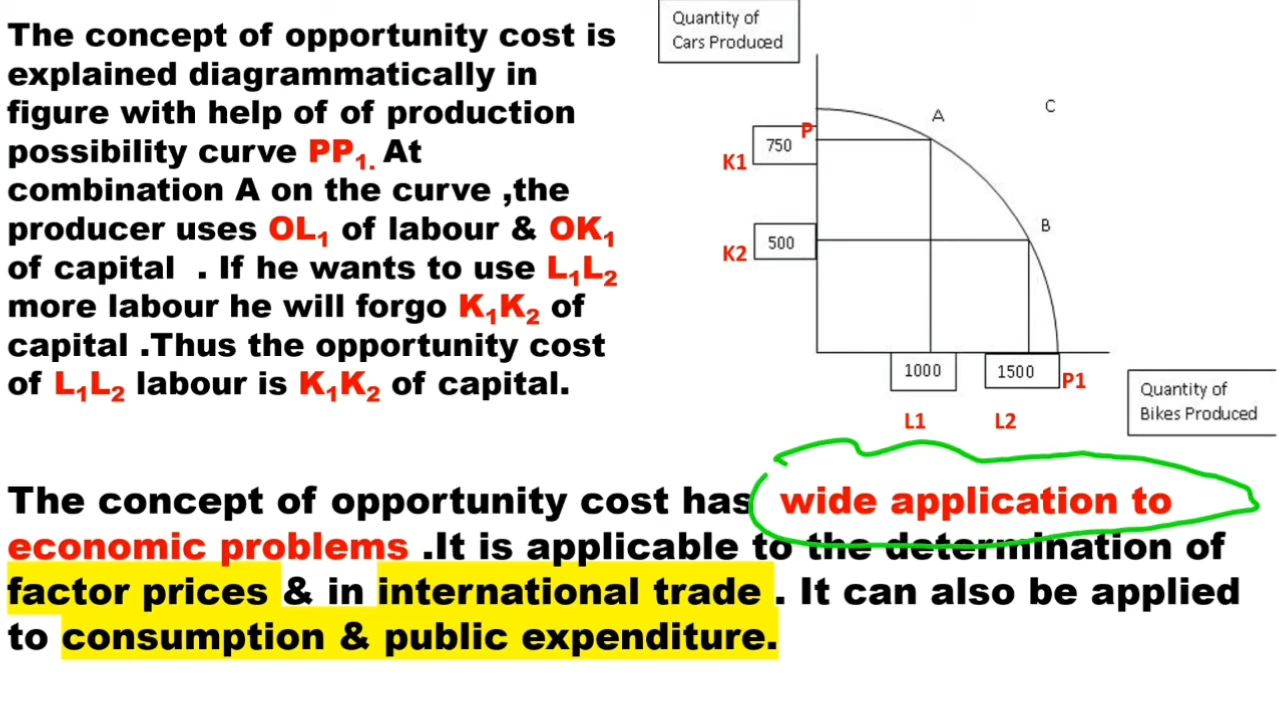 The concept of opportunity cost is
explained diagrammatically in
figure with help of of production
possibility curve PP1. At
combination A on the curve ,the
producer uses OL1 of labour & OK1
of capital . If he wants to use L1L2
more labour he will forgo K1K2 of
capital .Thus the opportunity cost
of L1L2 labour is K1K2 of capital.
Quantity of
Cars Produced
P
A
C
750
K1
B
500
K2
1000
1500
P1
L1
L2
Quantity of
Bikes Produced
The concept of opportunity cost has wide application to
economic problems .It is applicable to the determination of
factor prices & in international trade . It can also be applied
to consumption & public expenditure.